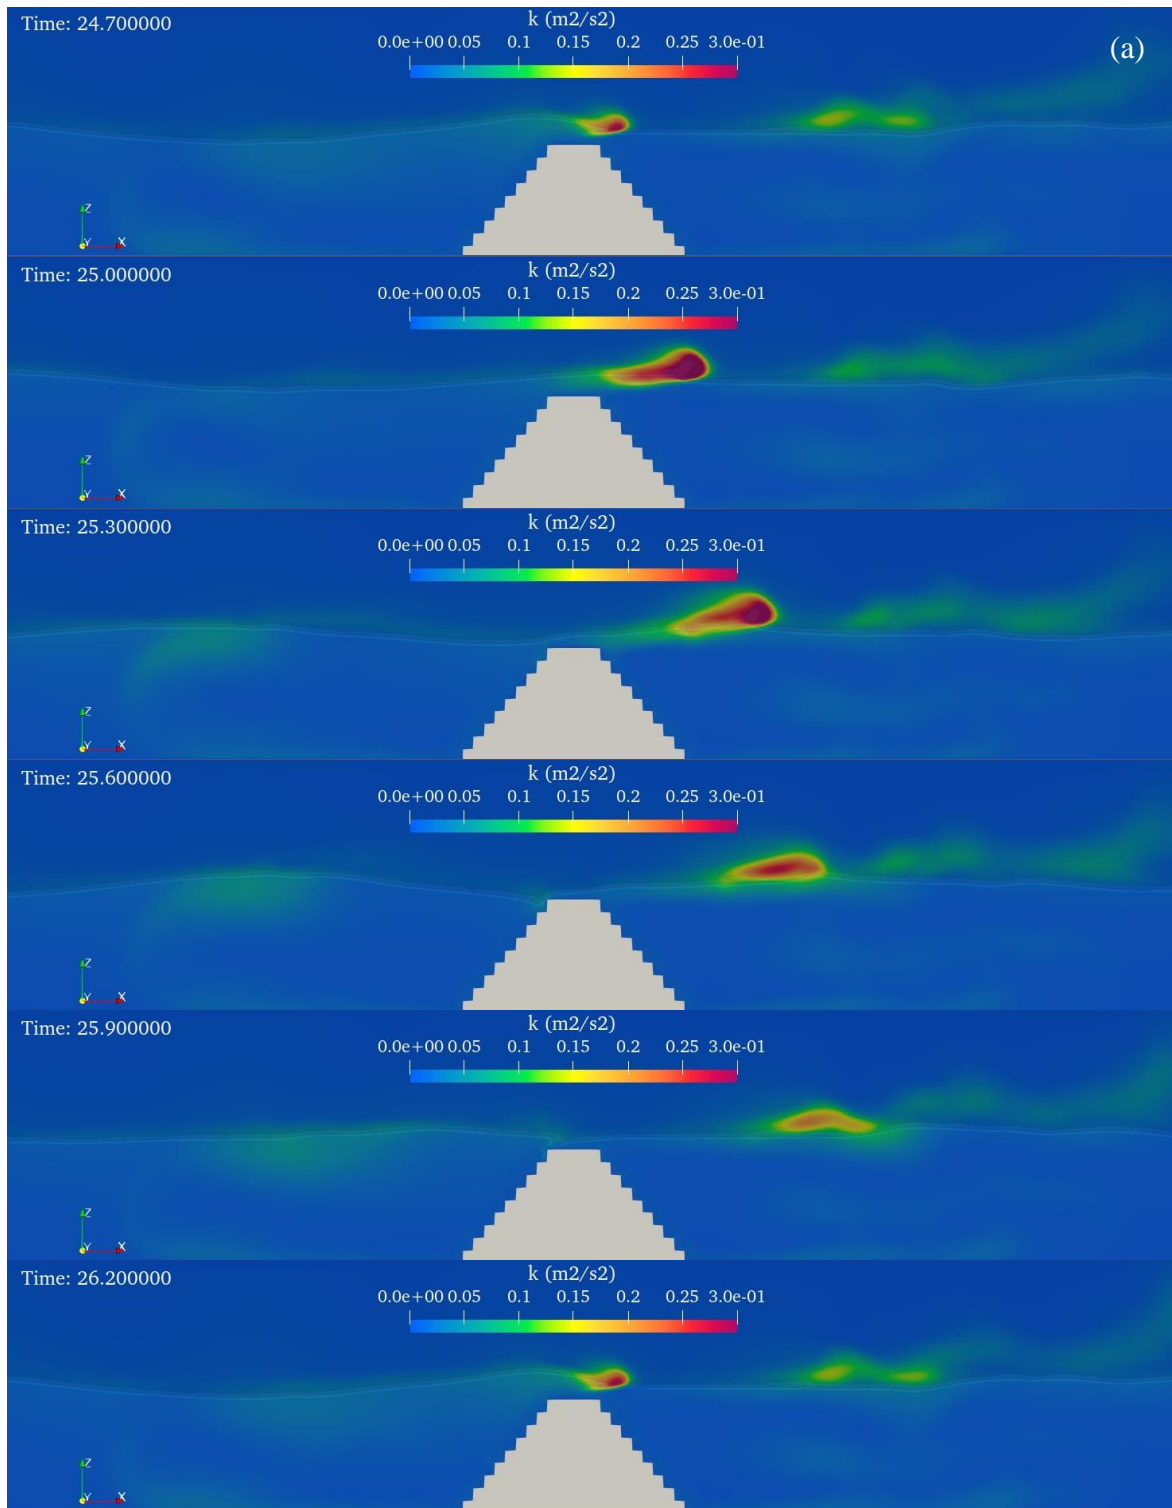 Time: 24.700000
k (m2/s2)
0.0e+00 0.05 0.1 0.15 0.2 0.25 3.0e-01
(a)
Z
Y X
Time: 25.000000
k (m2/s2)
0.0e+00 0.05 0.1 0.15 0.2 0.25 3.0e-01
Z
Y X
Time: 25.300000
k (m2/s2)
0.0e+00 0.05 0.1 0.15 0.2 0.25 3.0e-01
Z
Y X
Time: 25.600000
k (m2/s2)
0.0e+00 0.05 0.1 0.15 0.2 0.25 3.0e-01
Z
Y X
Time: 25.900000
k (m2/s2)
0.0e+00 0.05 0.1 0.15 0.2 0.25 3.0e-01
Z
Y X
Time: 26.200000
k (m2/s2)
0.0e+00 0.05 0.1 0.15 0.2 0.25 3.0e-01
Z
Y X